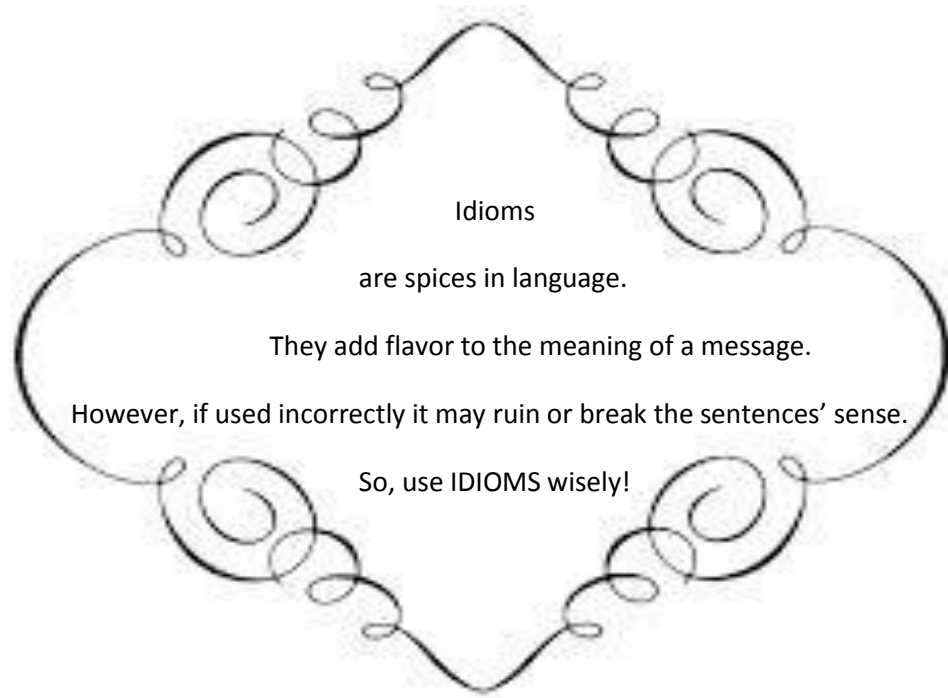 Idioms
are spices in language.
They add flavor to the meaning of a message.
However, if used incorrectly it may ruin or break the sentences’ sense.
So, use IDIOMS wisely!